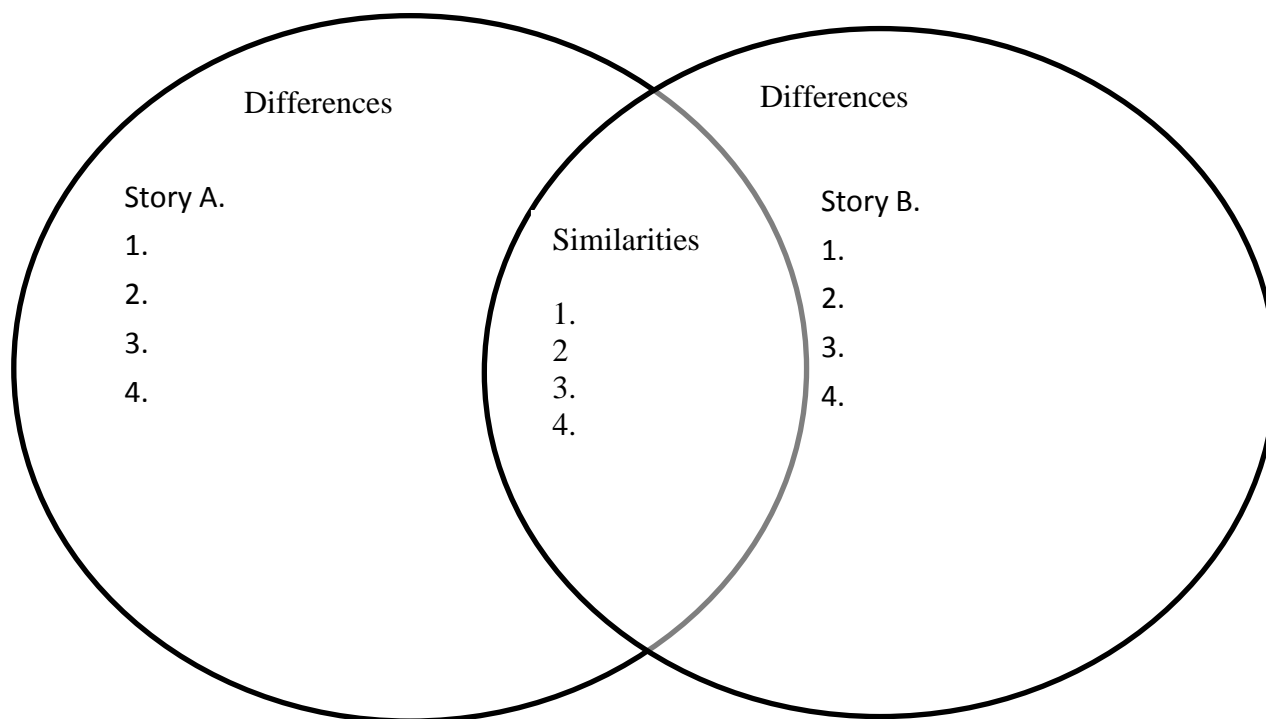 Differences
Story A.
1.
2.
3.
4.
Similarities
1.
2
3.
4.
Differences
Story B.
1.
2.
3.
4.